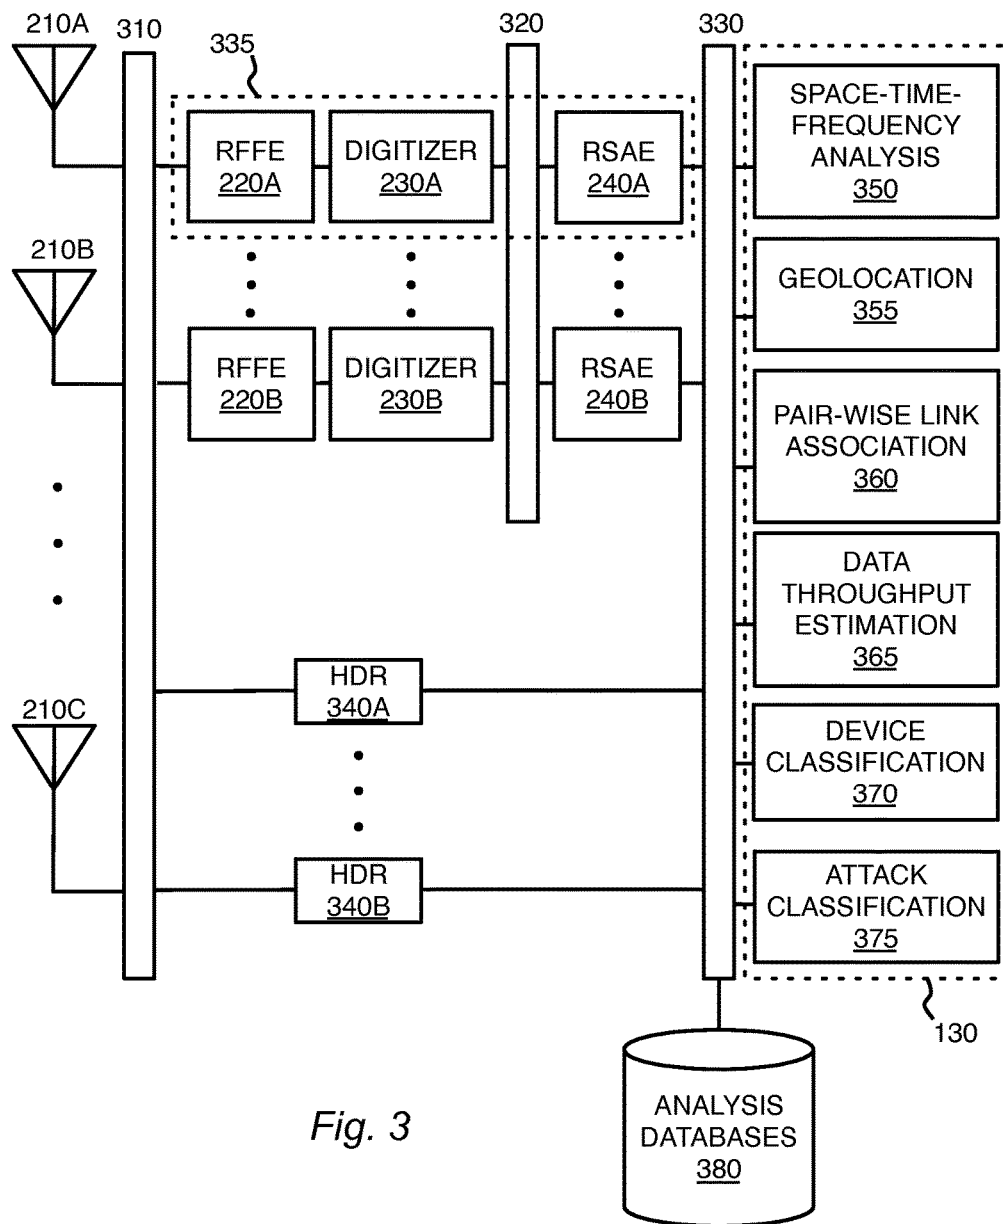 210A
310
335
320
330
RFFE
220A
DIGITIZER
230A
RSAE
240A
SPACE-TIME-
FREQUENCY
ANALYSIS
350
210B
GEOLOCATION
355
RFFE
220B
DIGITIZER
230B
RSAE
240B
PAIR-WISE LINK
ASSOCIATION
360
DATA
THROUGHPUT
ESTIMATION
365
HDR
340A
210C
DEVICE
CLASSIFICATION
370
HDR
340B
ATTACK
CLASSIFICATION
375
130
ANALYSIS
DATABASES
380
Fig. 3